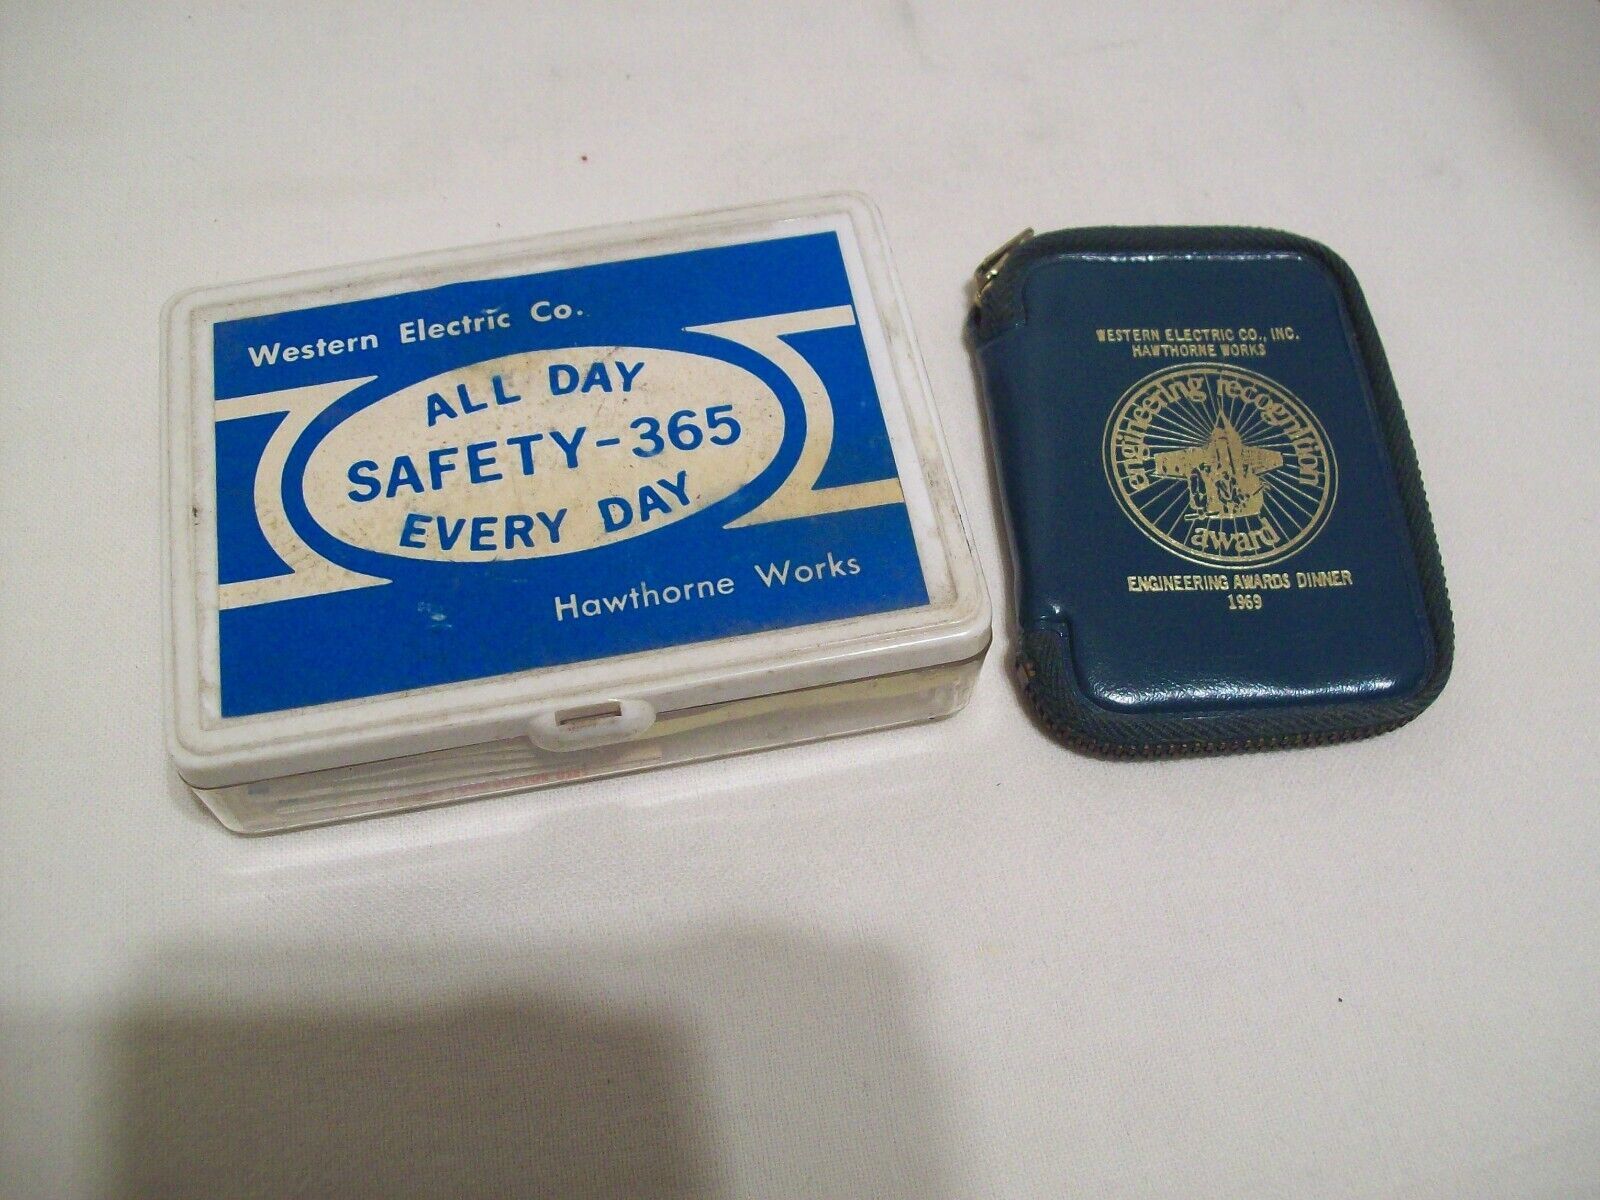 Western Electric Co.
ALL DAY
SAFETY-365
EVERY DAY
Hawthorne Works
WESTERN ELECTRIC CO., INC.
HAWTHORNE WORKS
engineering recognition
award
ENGINEERING AWARDS DINNER
1969